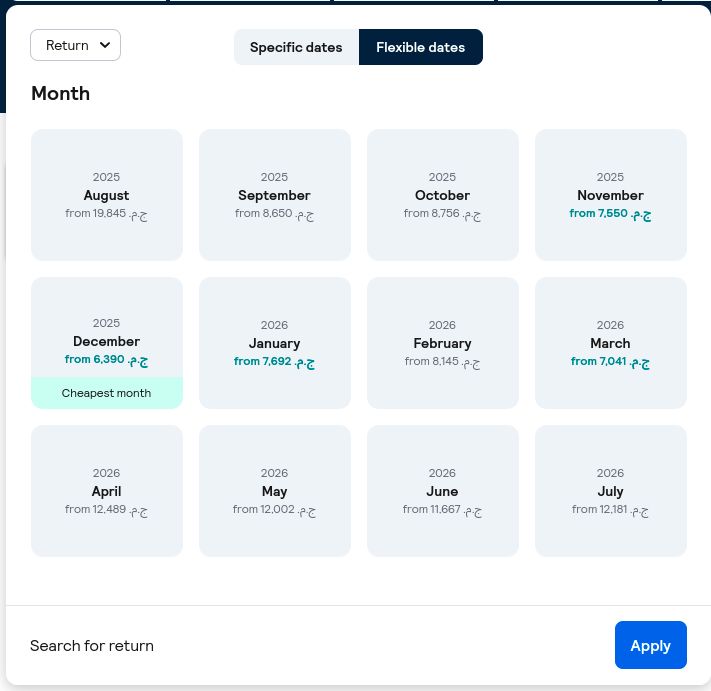 Return
Specific dates
Flexible dates
Month
2025
August
from 19,845 ج.م.‏
2025
September
from 8,650 ج.م.‏
2025
October
from 8,756 ج.م.‏
2025
November
from 7,550 ج.م.‏
2025
December
from 6,390 ج.م.‏
Cheapest month
2026
January
from 7,692 ج.م.‏
2026
February
from 8,145 ج.م.‏
2026
March
from 7,041 ج.م.‏
2026
April
from 12,489 ج.م.‏
2026
May
from 12,002 ج.م.‏
2026
June
from 11,667 ج.م.‏
2026
July
from 12,181 ج.م.‏
Search for return
Apply